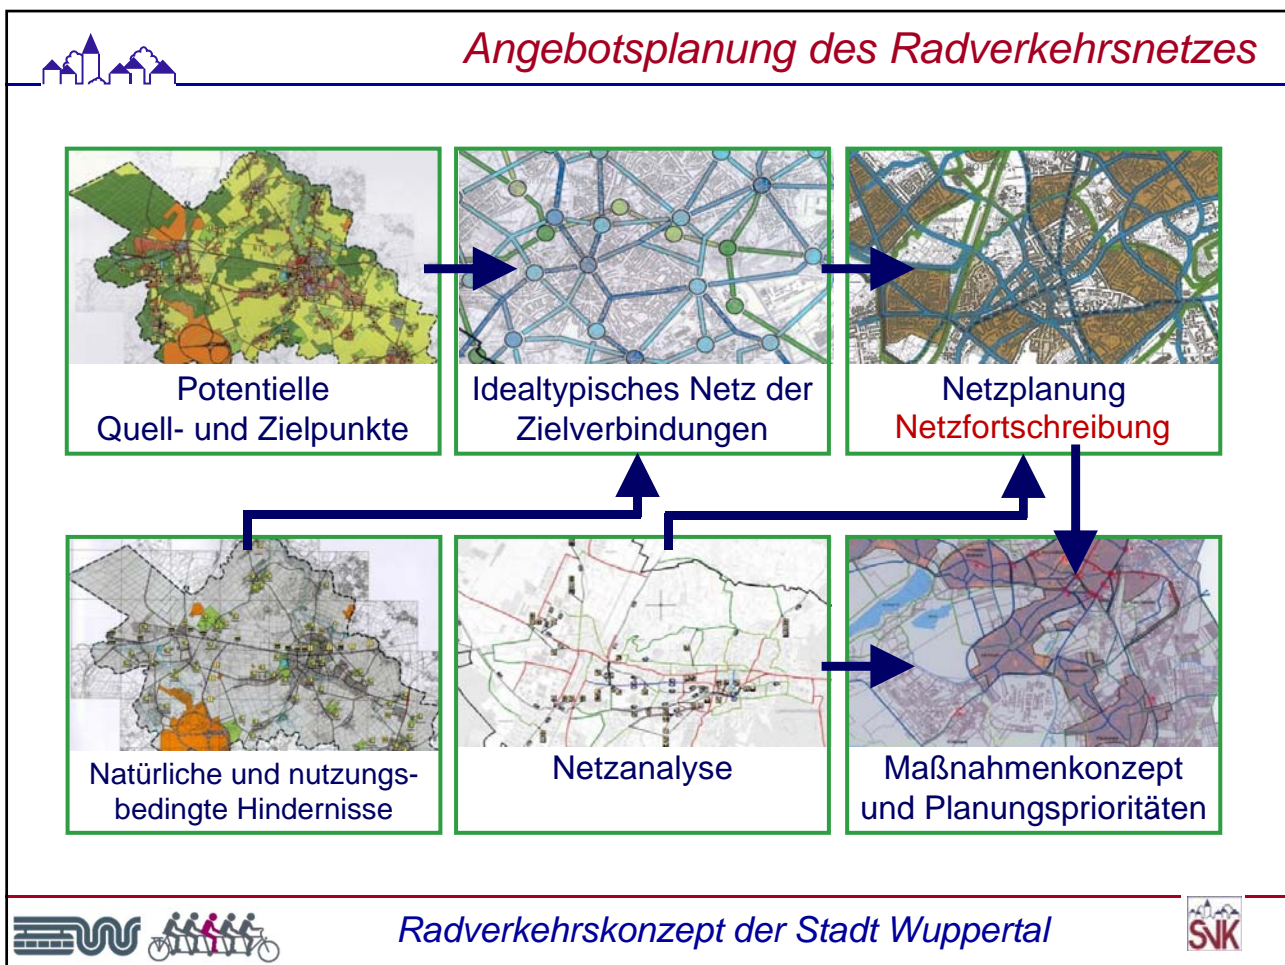 Angebotsplanung des Radverkehrsnetzes
Potentielle
Quell- und Zielpunkte
Idealtypisches Netz der
Zielverbindungen
Netzplanung
Netzfortschreibung
Natürliche und nutzungs-
bedingte Hindernisse
Netzanalyse
Maßnahmenkonzept
und Planungsprioritäten
Radverkehrskonzept der Stadt Wuppertal
SVK